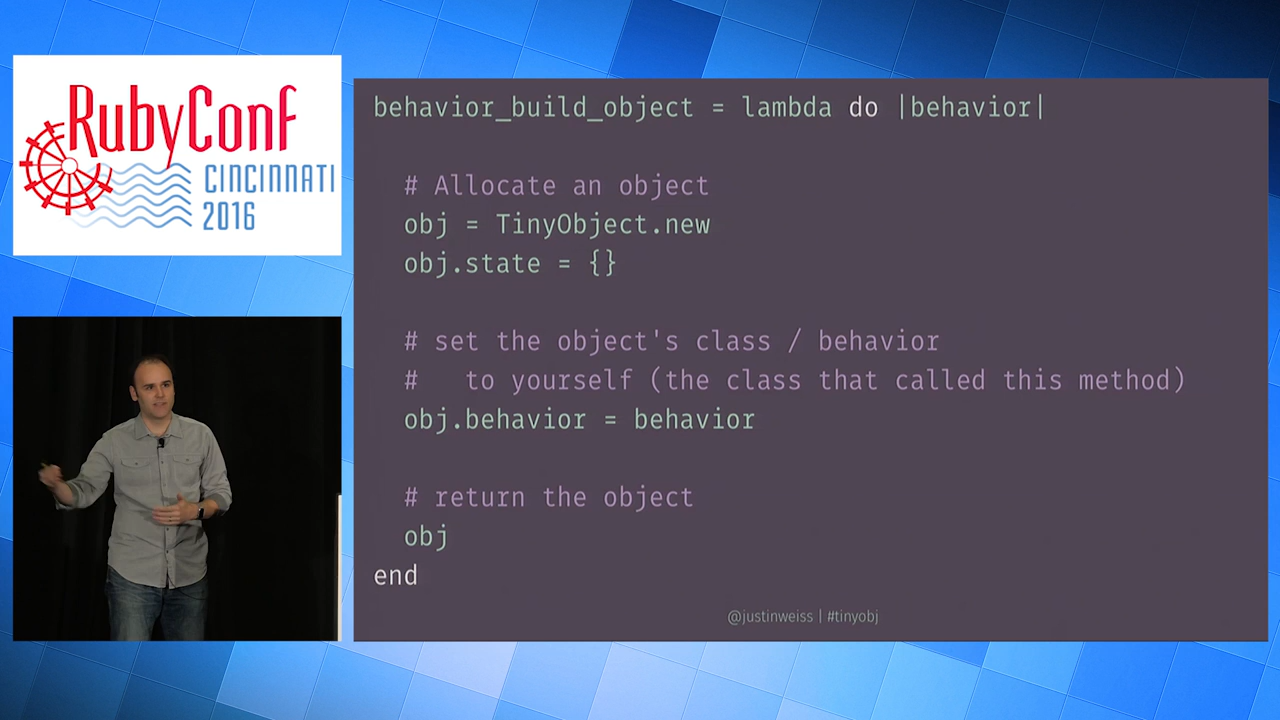 RubyConf
CINCINNATI
2016
behavior_build_object = lambda do |behavior|
# Allocate an object
obj = TinyObject.new
obj.state = {}
# set the object's class / behavior
#   to yourself (the class that called this method)
obj.behavior = behavior
# return the object
obj
end
@justinweiss | #tinyobj